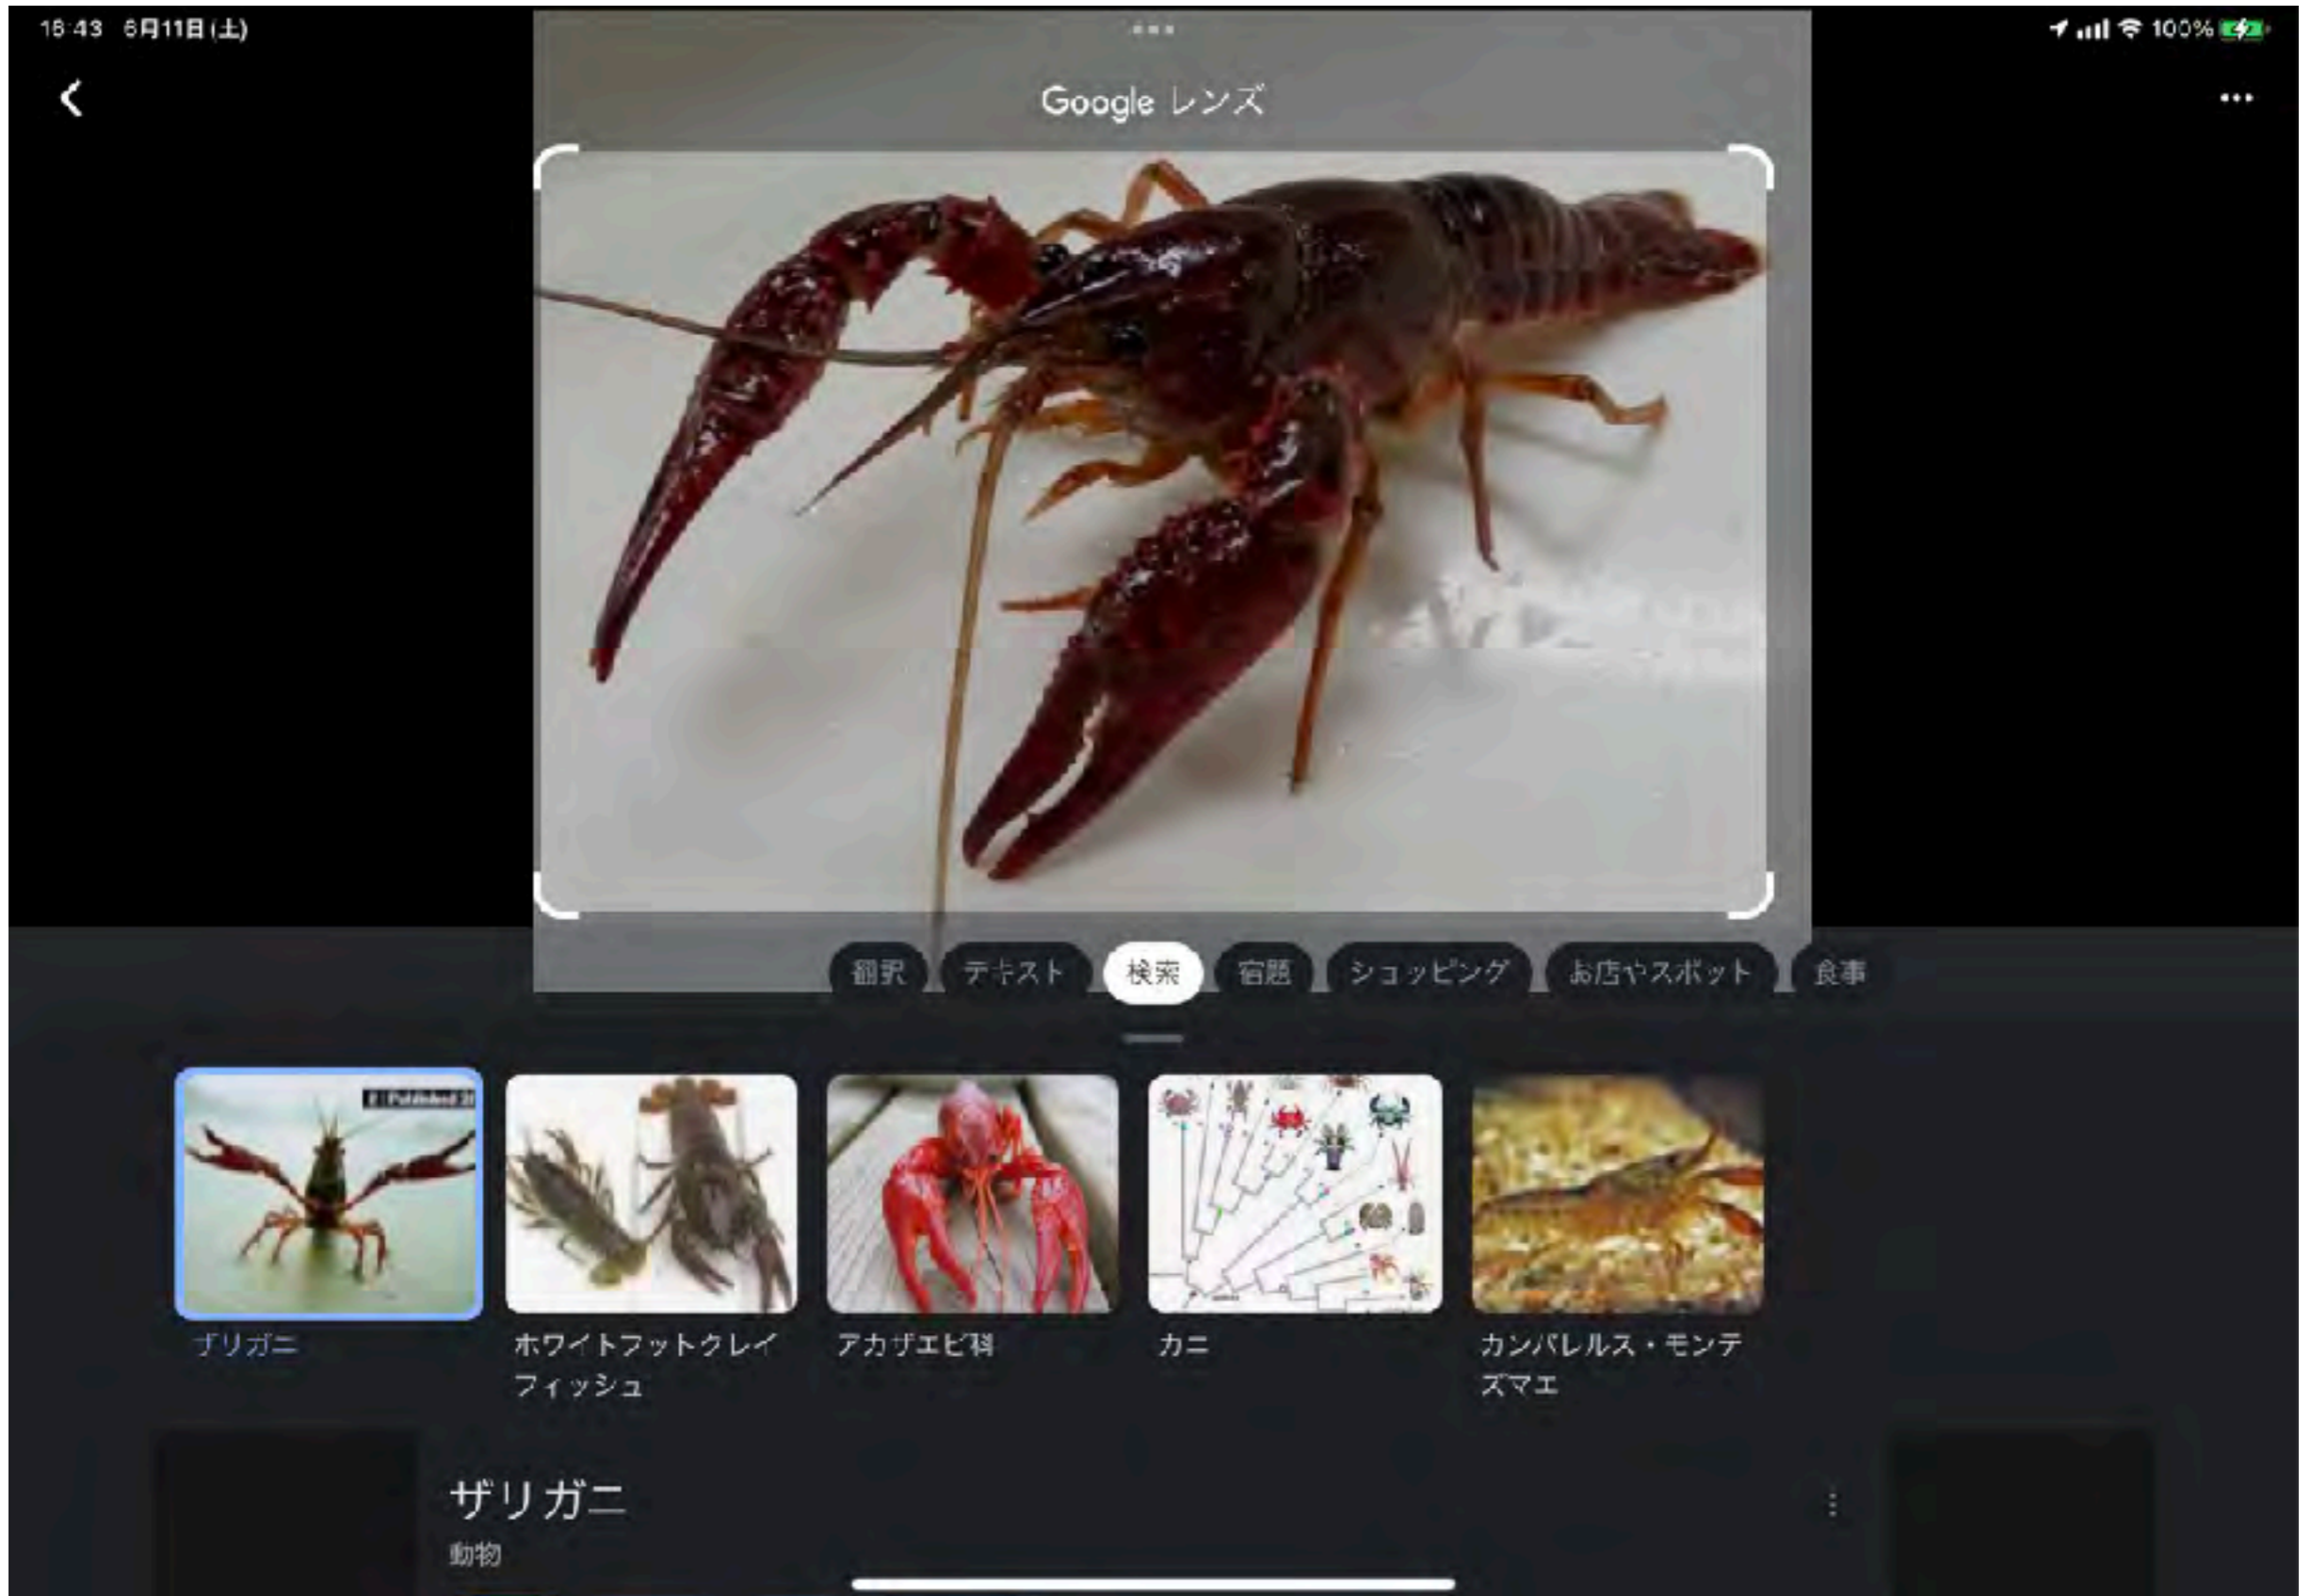 16:43 6月11日(土)
100%
Google レンズ
翻訳 テキスト 検索 宿題 ショッピング お店やスポット 食事
ザリガニ
ホワイトフットクレイ
フィッシュ
アカザエビ科
カニ
カンバレルス・モンテ
ズマエ
ザリガニ
動物